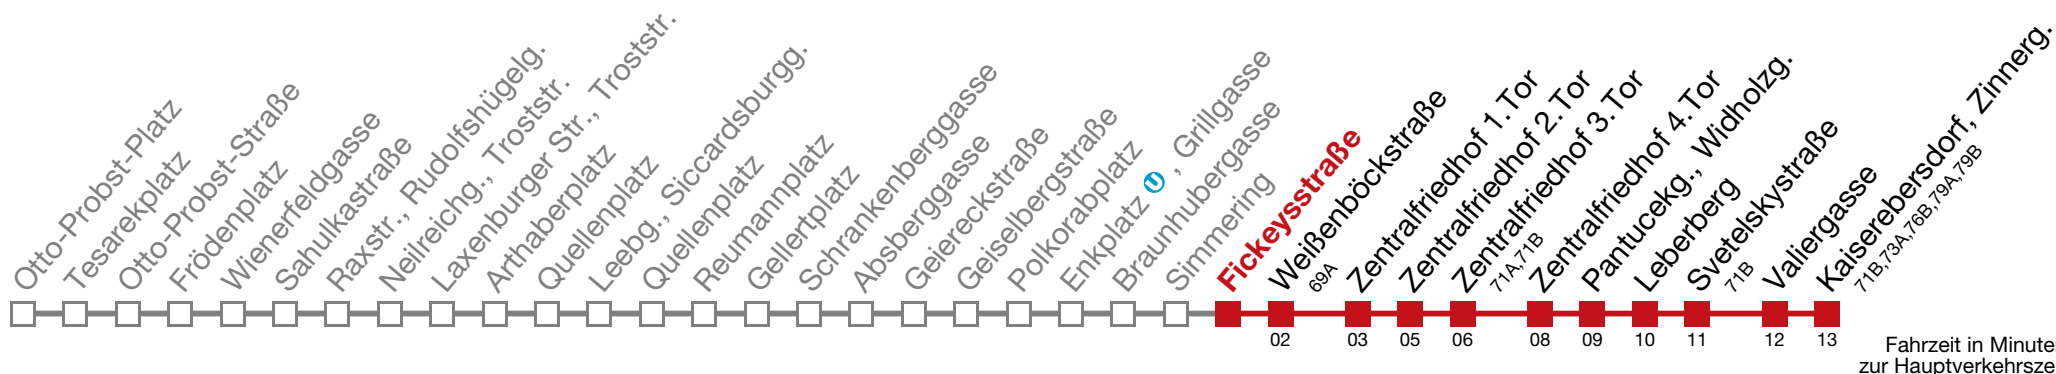 Otto-Probst-Platz
Tesarekplatz
Otto-Probst-Straße
Frödenplatz
Wienerfeldgasse
Sahulkastraße
Raxstr., Rudolfshügelg.
Neilreichg., Troststr.
Laxenburger Str., Troststr.
Arthaberplatz
Quellenplatz
Leebg., Siccardsburgg.
Quellenplatz
Reumannplatz
Gellertplatz
Schrankenberggasse
Absberggasse
Geiereckstraße
Geiselbergstraße
Polkorabplatz
Enkplatz U, Grillgasse
Braunhubergasse
Simmering
Fickeysstraße
Weißenböckstraße
69A
Zentralfriedhof 1.Tor
Zentralfriedhof 2.Tor
Zentralfriedhof 3.Tor
71A,71B
Zentralfriedhof 4.Tor
Pantucekg., Widholzg.
Leberberg
Svetelskystraße
71B
Valiergasse
Kaiserebersdorf, Zinnerg.
71B,73A,76B,79A,79B
02 03 05 06 08 09 10 11 12 13
Fahrzeit in Minuten
zur Hauptverkehrsze